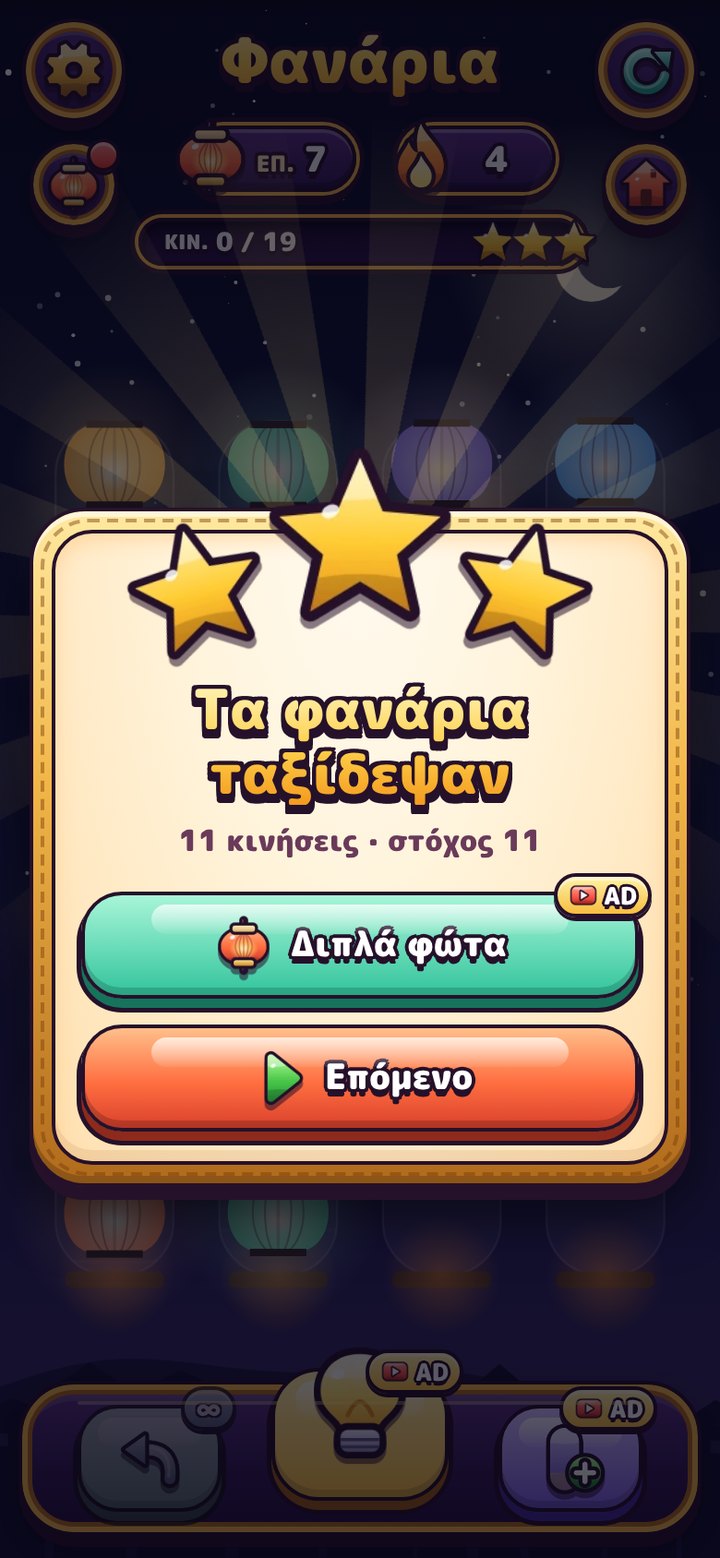 Φανάρια
ΕΠ. 7
4
ΚΙΝ. 0 / 19
Τα φανάρια
ταξίδεψαν
11 κινήσεις · στόχος 11
AD
Διπλά φώτα
Επόμενο
AD
∞
AD